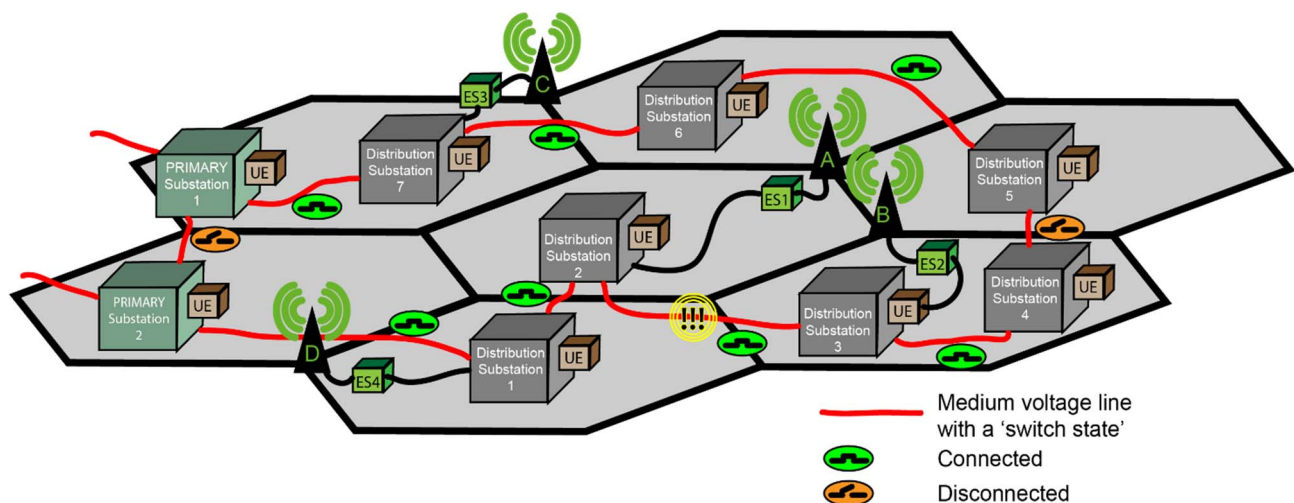 C
ES3
Distribution
Substation
6
UE
PRIMARY
Substation
1
UE
Distribution
Substation
7
UE
A
B
Distribution
Substation
5
UE
ES1
Distribution
Substation
2
UE
ES2
PRIMARY
Substation
2
UE
D
ES4
Distribution
Substation
1
UE
!!!
Distribution
Substation
3
UE
Distribution
Substation
4
UE
Medium voltage line
with a 'switch state'
Connected
Disconnected